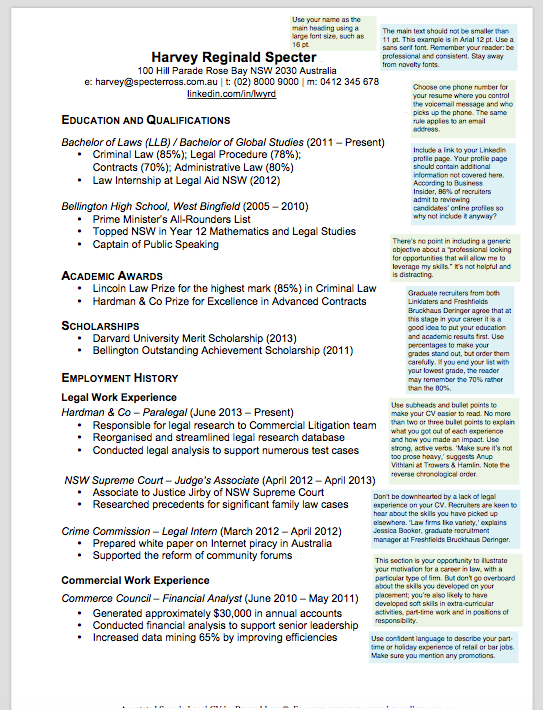 Use your name as the
main heading using a
large font size, such as
16 pt.
The main text should not be smaller than
11 pt. This example is in Arial 12 pt. Use a
sans serif font. Remember your reader: be
professional and consistent. Stay away
from novelty fonts.
Harvey Reginald Specter
100 Hill Parade Rose Bay NSW 2030 Australia
e: harvey@specterross.com.au | t: (02) 8000 9000 | m: 0412 345 678
linkedin.com/in/lwyrd
Choose one phone number for
your resume where you control
the voicemail message and who
picks up the phone. The same
rule applies to an email
address.
EDUCATION AND QUALIFICATIONS
Bachelor of Laws (LLB) / Bachelor of Global Studies (2011 – Present)
• Criminal Law (85%); Legal Procedure (78%);
Contracts (70%); Administrative Law (80%)
• Law Internship at Legal Aid NSW (2012)
Include a link to your LinkedIn
profile page. Your profile page
should contain additional
information not covered here.
According to Business
Insider, 86% of recruiters
admit to reviewing
candidates' online profiles so
why not include it anyway?
Bellington High School, West Bingfield (2005 – 2010)
• Prime Minister's All-Rounders List
• Topped NSW in Year 12 Mathematics and Legal Studies
• Captain of Public Speaking
There's no point in including a generic
objective about a "professional looking
for opportunities that will allow me to
leverage my skills." It's not helpful and
is distracting.
ACADEMIC AWARDS
• Lincoln Law Prize for the highest mark (85%) in Criminal Law
• Hardman & Co Prize for Excellence in Advanced Contracts
Graduate recruiters from both
Linklaters and Freshfields
Bruckhaus Deringer agree that at
this stage in your career it is a
good idea to put your education
and academic results first. Use
percentages to make your
grades stand out, but order them
carefully. If you end your list with
your lowest grade, the reader
may remember the 70% rather
than the 80%.
SCHOLARSHIPS
• Darvard University Merit Scholarship (2013)
• Bellington Outstanding Achievement Scholarship (2011)
EMPLOYMENT HISTORY
Legal Work Experience
Hardman & Co – Paralegal (June 2013 – Present)
• Responsible for legal research to Commercial Litigation team
• Reorganised and streamlined legal research database
• Conducted legal analysis to support numerous test cases
Use subheads and bullet points to
make your CV easier to read. No more
than two or three bullet points to explain
what you got out of each experience
and how you made an impact. Use
strong, active verbs. 'Make sure it's not
too prose heavy,' suggests Anup
Vithlani at Trowers & Hamlin. Note the
reverse chronological order.
NSW Supreme Court – Judge's Associate (April 2012 – April 2013)
• Associate to Justice Jirby of NSW Supreme Court
• Researched precedents for significant family law cases
Don't be downhearted by a lack of legal
experience on your CV. Recruiters are keen to
hear about the skills you have picked up
elsewhere. 'Law firms like variety,' explains
Jessica Booker, graduate recruitment
manager at Freshfields Bruckhaus Deringer.
Crime Commission – Legal Intern (March 2012 – April 2012)
• Prepared white paper on Internet piracy in Australia
• Supported the reform of community forums
This section is your opportunity to illustrate
your motivation for a career in law, with a
particular type of firm. But don't go overboard
about the skills you developed on your
placement; you're also likely to have
developed soft skills in extra-curricular
activities, part-time work and in positions of
responsibility.
Commercial Work Experience
Commerce Council – Financial Analyst (June 2010 – May 2011)
• Generated approximately $30,000 in annual accounts
• Conducted financial analysis to support senior leadership
• Increased data mining 65% by improving efficiencies
Use confident language to describe your part-
time or holiday experience of retail or bar jobs.
Make sure you mention any promotions.